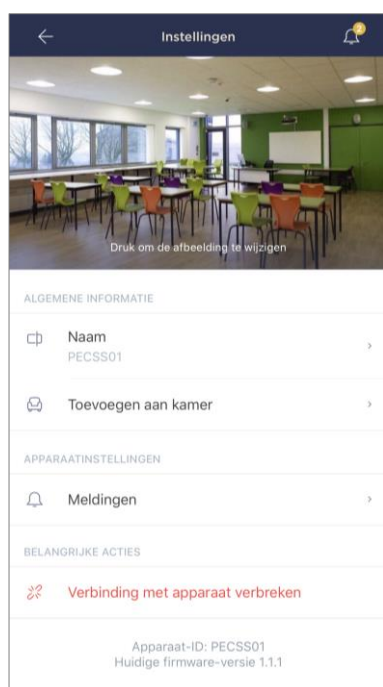 Instellingen
2
Druk om de afbeelding te wijzigen
ALGEMENE INFORMATIE
Naam
PECSS01
Toevoegen aan kamer
APPARAATINSTELLINGEN
Meldingen
BELANGRIJKE ACTIES
Verbinding met apparaat verbreken
Apparaat-ID: PECSS01
Huidige firmware-versie 1.1.1